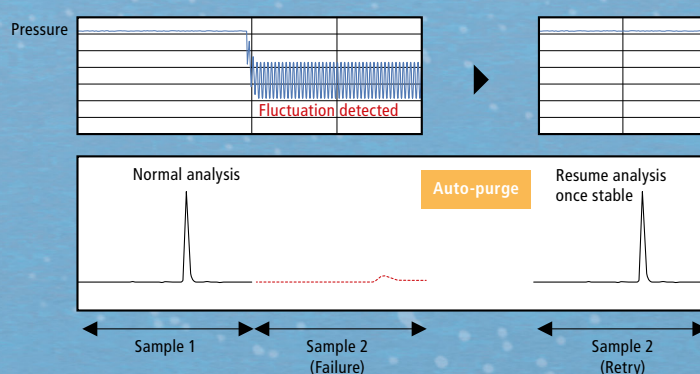 Pressure
Fluctuation detected
Normal analysis
Auto-purge
Resume analysis
once stable
Sample 1
Sample 2
(Failure)
Sample 2
(Retry)